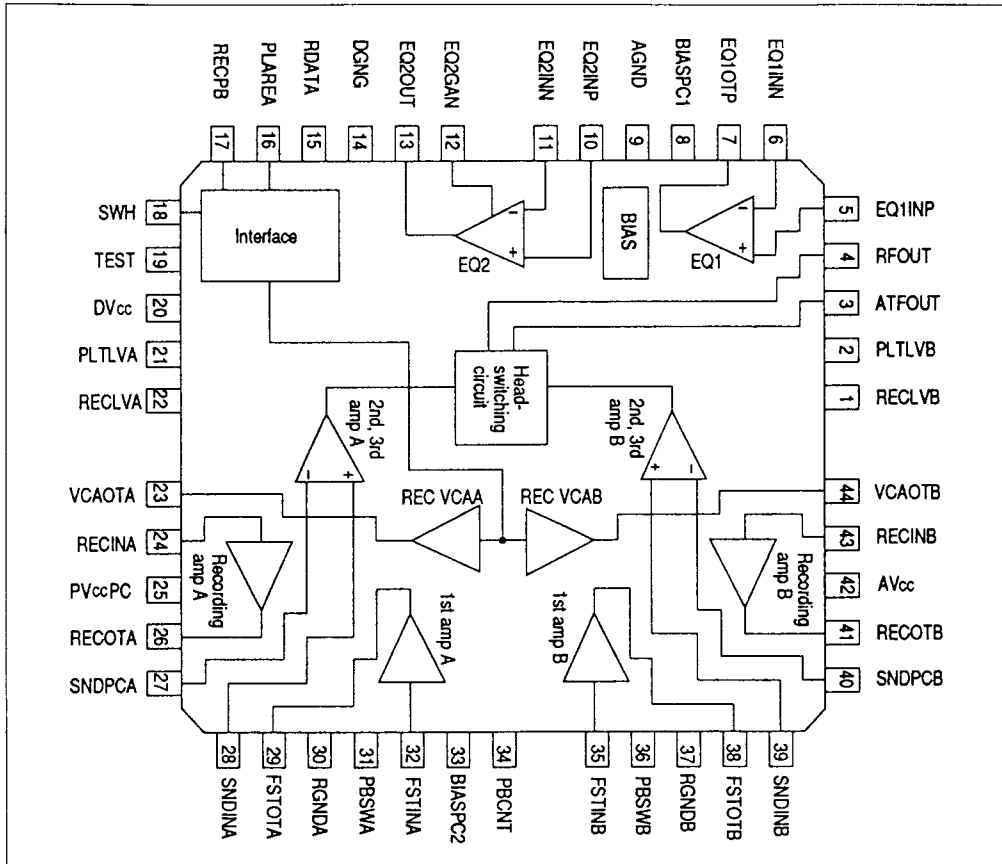 RECPB
PLAREA
RDATA
DGNG
EQ2OUT
EQ2GAN
EQ2INN
EQ2INP
AGND
BIASPC1
EQ1OTP
EQ1INN
17
16
15
14
13
12
11
10
9
8
7
6
SWH 18
TEST 19
DVcc 20
PLTLVA 21
RECLVA 22
VCAOTA 23
RECINA 24
PVccPC 25
RECOTA 26
SNDPCA 27
5 EQ1INP
4 RFOUT
3 ATFOUT
2 PLTLVB
1 RECLVB
44 VCAOTB
43 RECINB
42 AVcc
41 RECOTB
40 SNDPCB
Interface
−
+
EQ2
BIAS
−
+
EQ1
Head-
switching
circuit
2nd, 3rd
amp A
−
+
2nd, 3rd
amp B
+
−
REC VCAA
REC VCAB
Recording
amp A
Recording
amp B
1st amp A
1st amp B
28
29
30
31
32
33
34
35
36
37
38
39
SNDINA
FSTOTA
RGNDA
PBSWA
FSTINA
BIASPC2
PBCNT
FSTINB
PBSWB
RGNDB
FSTOTB
SNDINB